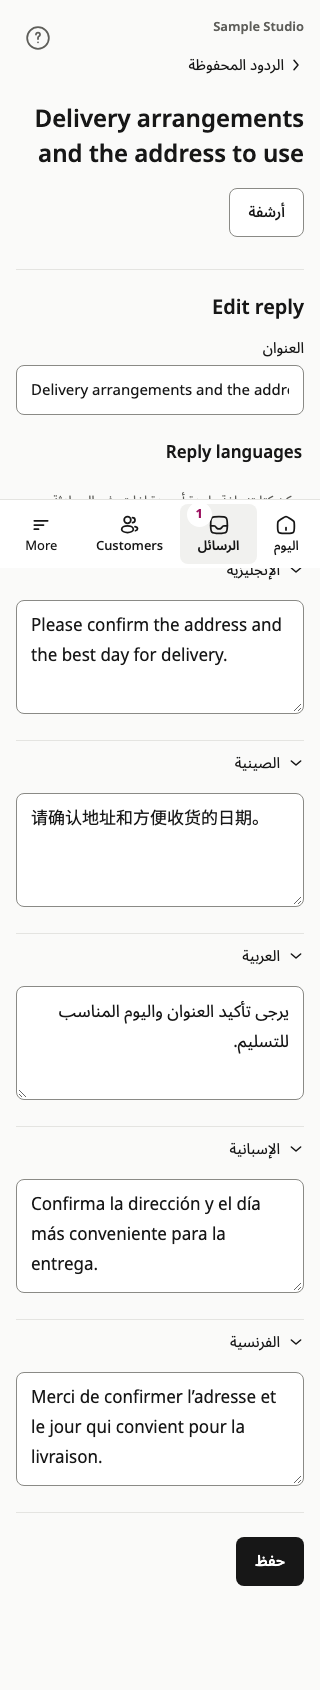 Sample Studio
الردود المحفوظة
Delivery arrangements
and the address to use
أرشفة
Edit reply
العنوان
Delivery arrangements and the addre
Reply languages
اليوم
الرسائل
1
Customers
More
الإنجليزية
Please confirm the address and
the best day for delivery.
الصينية
请确认地址和方便收货的日期。
العربية
يرجى تأكيد العنوان واليوم المناسب
للتسليم.
الإسبانية
Confirma la dirección y el día
más conveniente para la
entrega.
الفرنسية
Merci de confirmer l’adresse et
le jour qui convient pour la
livraison.
حفظ